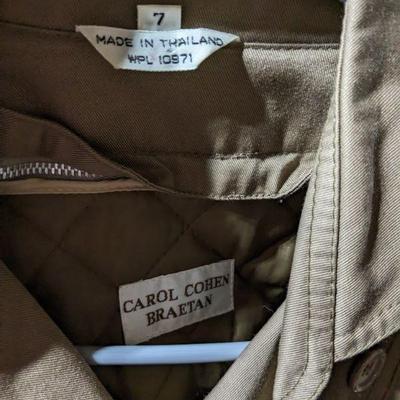 7
MADE IN THAILAND
WPL 10971
CAROL COHEN
BRAETAN